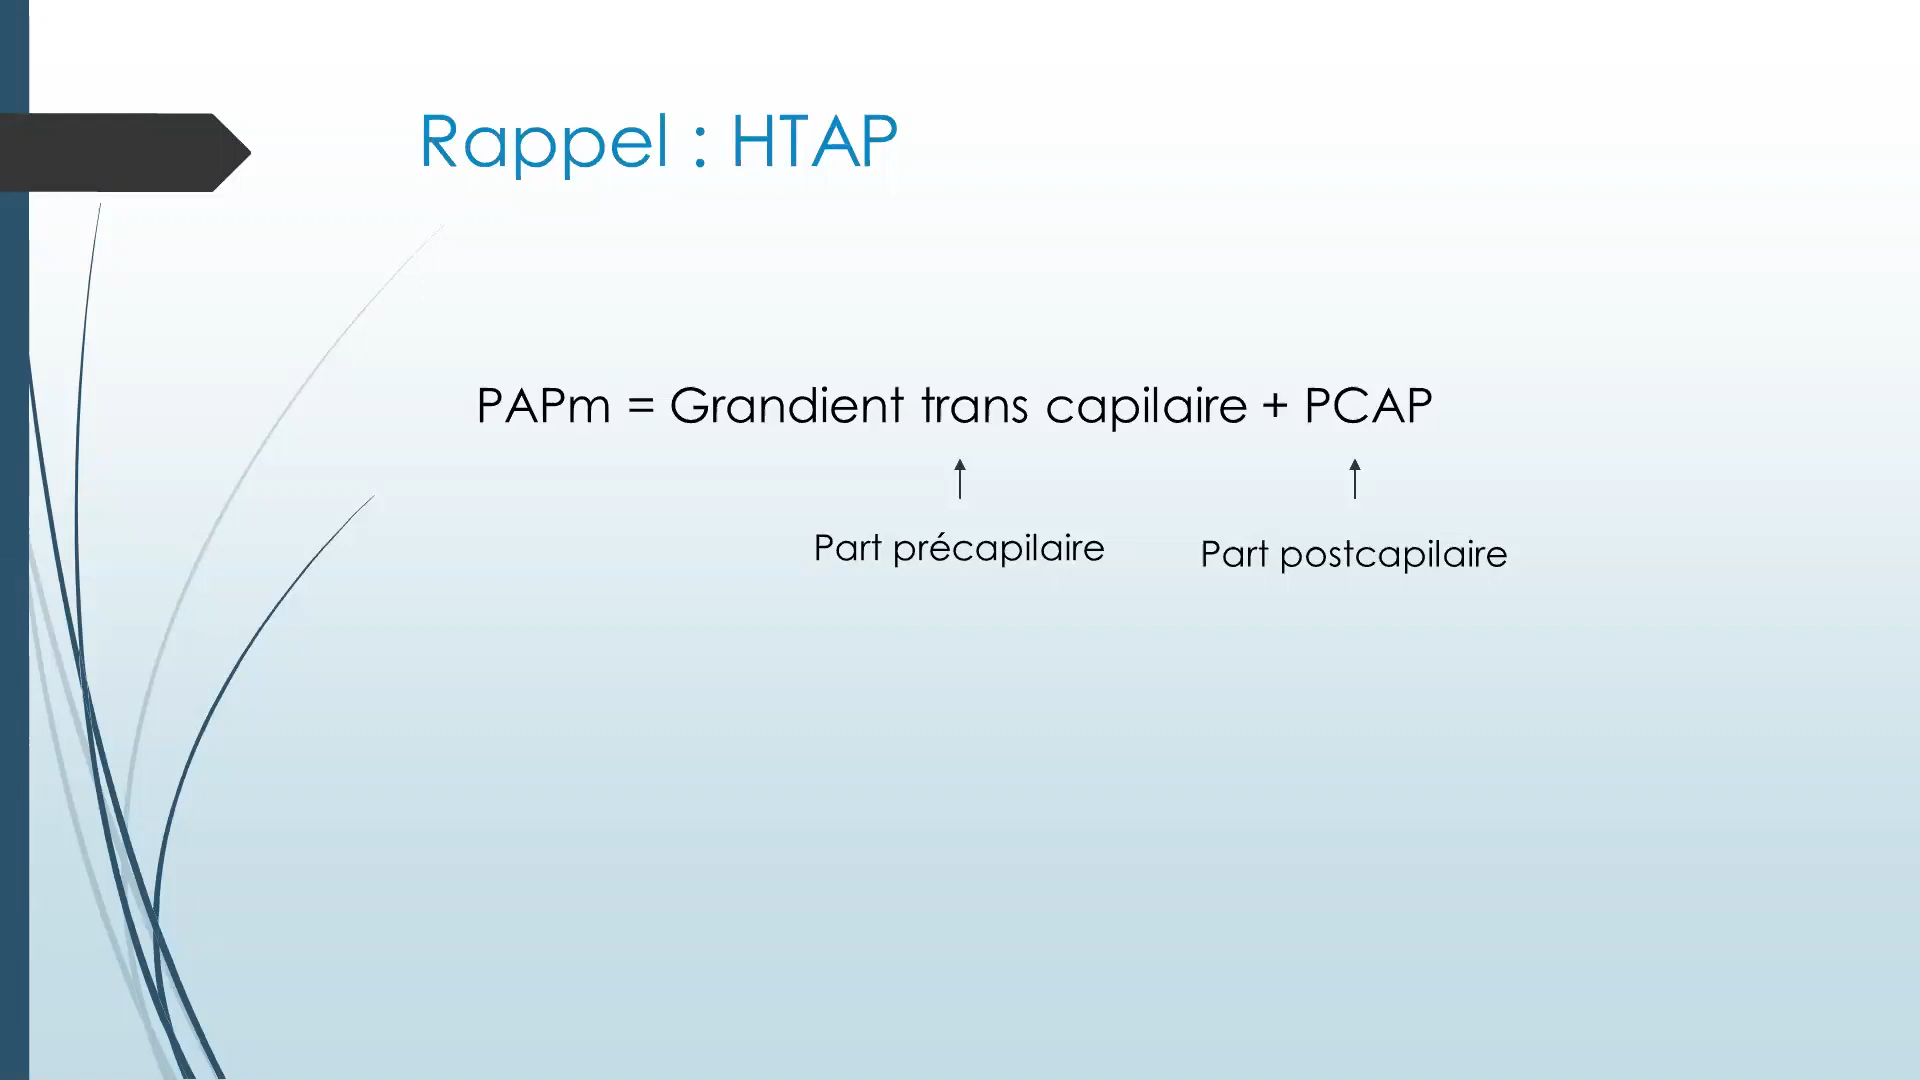 Rappel : HTAP
PAPm = Grandient trans capilaire + PCAP
Part précapilaire
Part postcapilaire